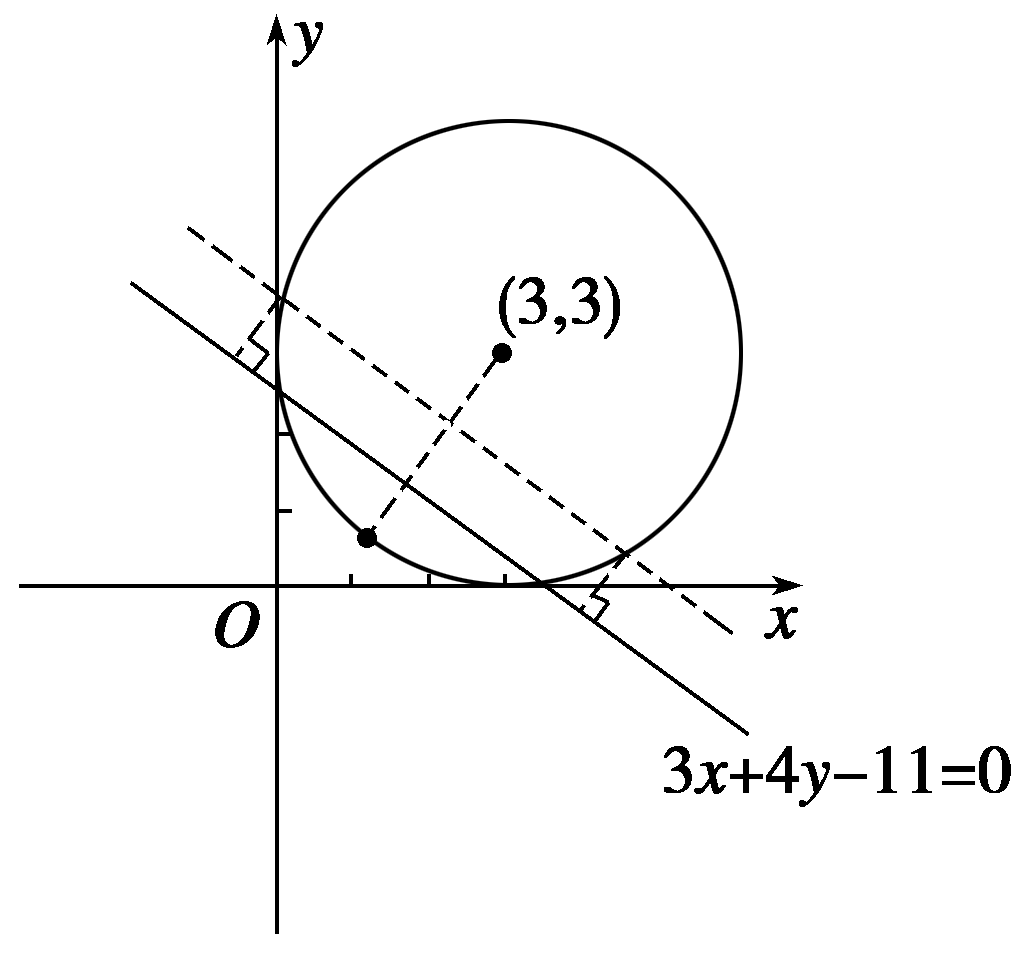 y
(3,3)
O
x
3x+4y−11=0